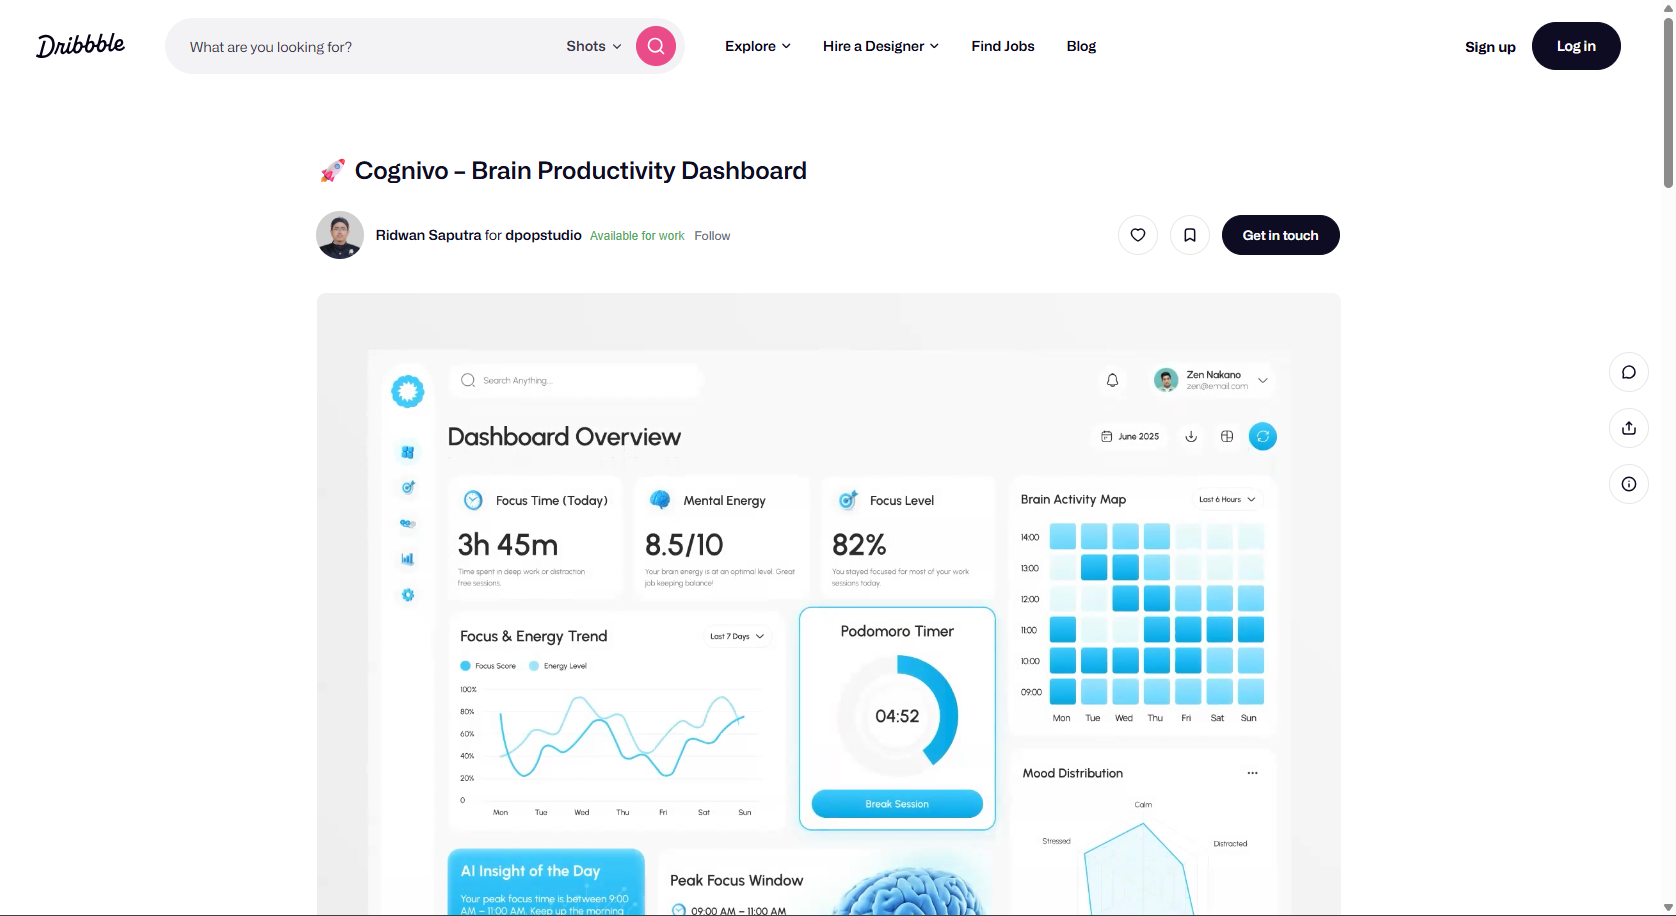 Dribbble
What are you looking for?
Shots
Explore
Hire a Designer
Find Jobs
Blog
Sign up
Log in
🚀 Cognivo – Brain Productivity Dashboard
Ridwan Saputra for dpopstudio Available for work Follow
Get in touch
Search Anything...
Zen Nakano
zen@email.com
Dashboard Overview
June 2025
Focus Time (Today)
3h 45m
Time spent in deep work or distraction
free sessions.
Mental Energy
8.5/10
Your brain energy is at an optimal level. Great
job keeping balance!
Focus Level
82%
You stayed focused for most of your work
sessions today.
Brain Activity Map
Last 6 Hours
14:00
13:00
12:00
11:00
10:00
09:00
Mon Tue Wed Thu Fri Sat Sun
Focus & Energy Trend
Last 7 Days
Focus Score Energy Level
100%
80%
60%
40%
20%
0
Mon Tue Wed Thu Fri Sat Sun
Podomoro Timer
04:52
Break Session
Mood Distribution
Calm
Stressed
Distracted
AI Insight of the Day
Your peak focus time is between 9:00
AM – 11:00 AM. Keep up the morning
Peak Focus Window
09:00 AM – 11:00 AM